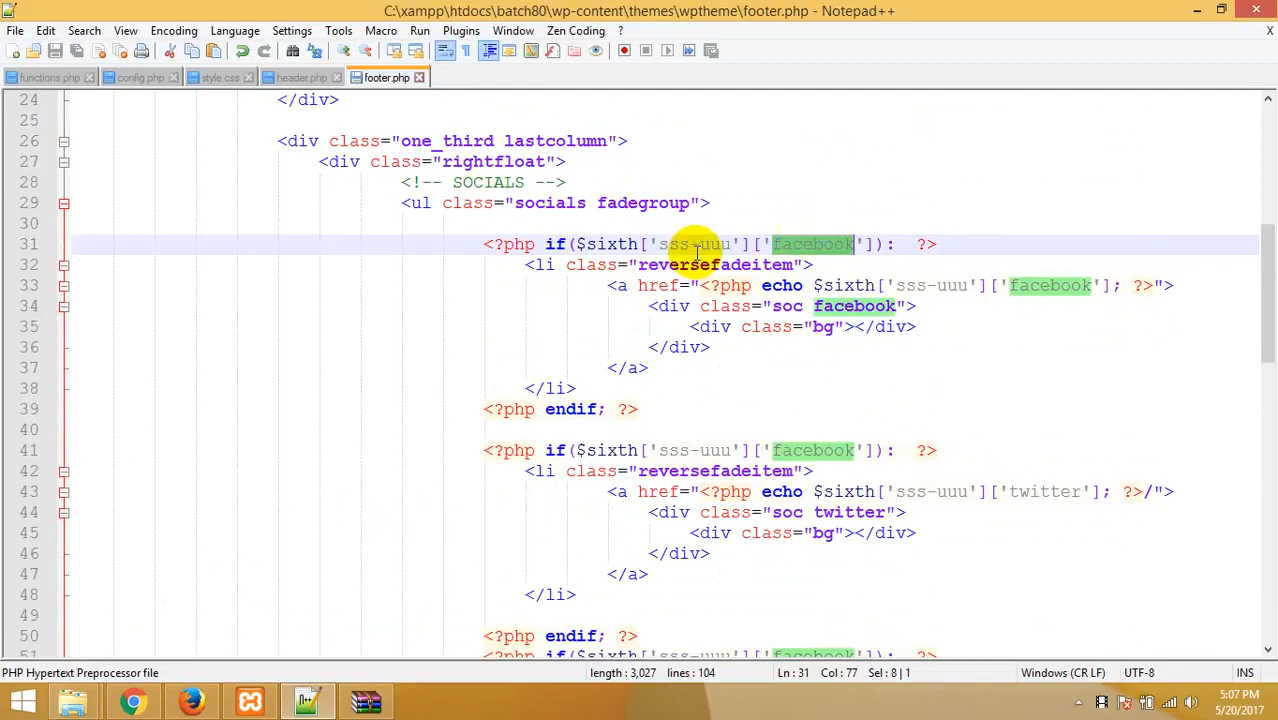 C:\xampp\htdocs\batch80\wp-content\themes\wptheme\footer.php - Notepad++
File Edit Search View Encoding Language Settings Tools Macro Run Plugins Window Zen Coding ? X
functions.php config.php style.css header.php footer.php
24 </div>
25
26 <div class="one_third lastcolumn">
27 <div class="rightfloat">
28 <!-- SOCIALS -->
29 <ul class="socials fadegroup">
30
31 <?php if($sixth['sss-uuu']['facebook']): ?>
32 <li class="reversefadeitem">
33 <a href="<?php echo $sixth['sss-uuu']['facebook']; ?>">
34 <div class="soc facebook">
35 <div class="bg"></div>
36 </div>
37 </a>
38 </li>
39 <?php endif; ?>
40
41 <?php if($sixth['sss-uuu']['facebook']): ?>
42 <li class="reversefadeitem">
43 <a href="<?php echo $sixth['sss-uuu']['twitter']; ?>/">
44 <div class="soc twitter">
45 <div class="bg"></div>
46 </div>
47 </a>
48 </li>
49
50 <?php endif; ?>
51 <?php if($sixth['sss-uuu']['facebook']): ?>
PHP Hypertext Preprocessor file length : 3,027 lines : 104 Ln : 31 Col : 77 Sel : 8 | 1 Windows (CR LF) UTF-8 INS
5:07 PM
5/20/2017